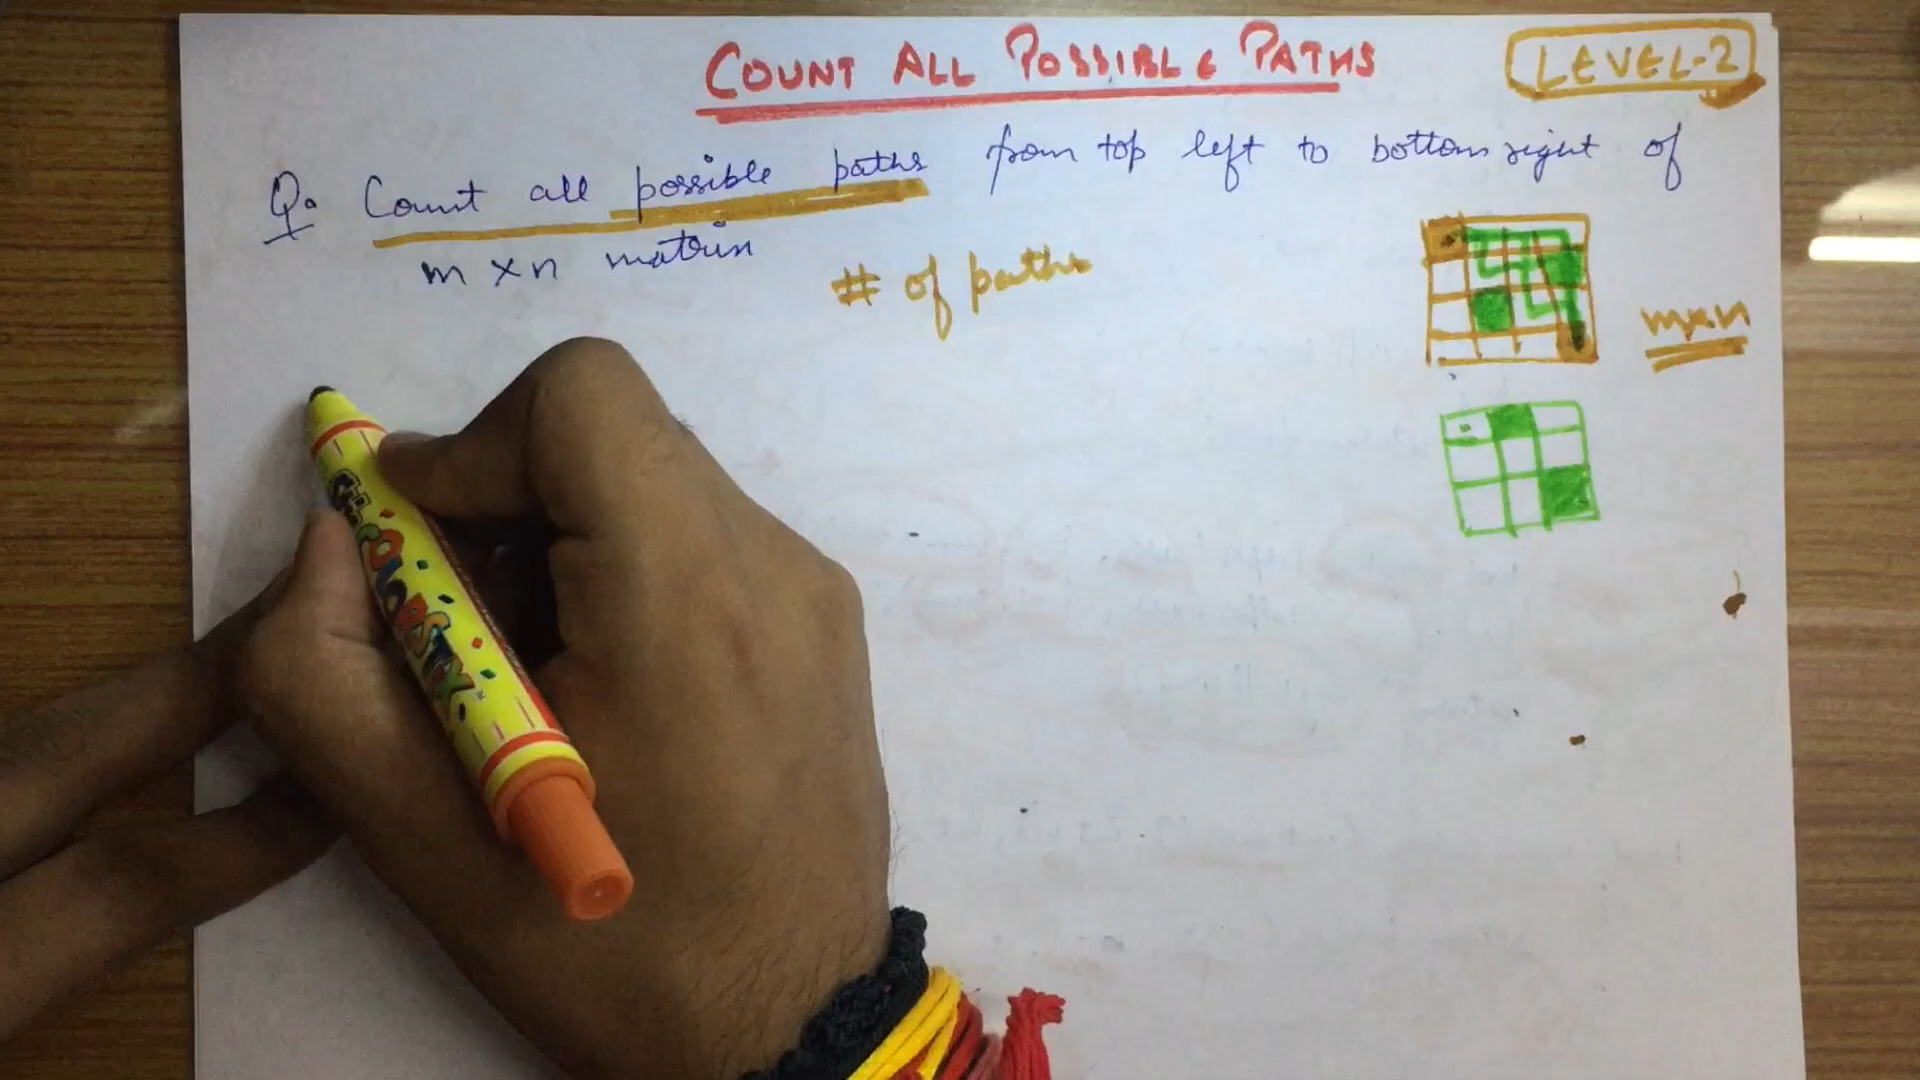 COUNT ALL POSSIBLE PATHS
LEVEL-2
Q. Count all possible paths from top left to bottom right of
m x n matrix
# of paths
mxn